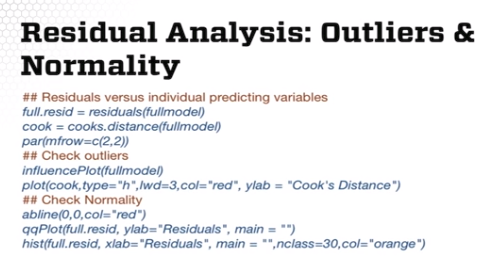 Residual Analysis: Outliers &
Normality
## Residuals versus individual predicting variables
full.resid = residuals(fullmodel)
cook = cooks.distance(fullmodel)
par(mfrow=c(2,2))
## Check outliers
influencePlot(fullmodel)
plot(cook,type="h",lwd=3,col="red", ylab = "Cook's Distance")
## Check Normality
abline(0,0,col="red")
qqPlot(full.resid, ylab="Residuals", main = "")
hist(full.resid, xlab="Residuals", main = "",nclass=30,col="orange")